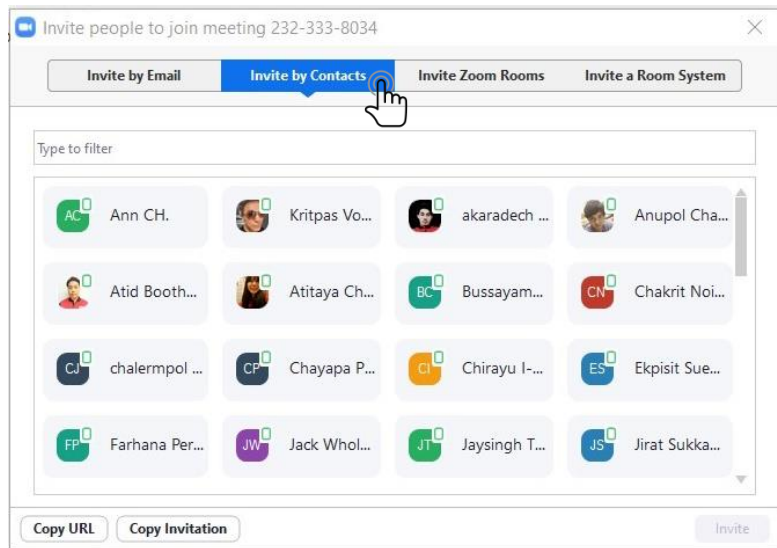 Invite people to join meeting 232-333-8034
Invite by Email Invite by Contacts Invite Zoom Rooms Invite a Room System
Type to filter
AC Ann CH. Kritpas Vo... akaradech ... Anupol Cha...
Atid Booth... Atitaya Ch... BC Bussayam... CN Chakrit Noi...
CJ chalermpol ... CP Chayapa P... CI Chirayu I-... ES Ekpisit Sue...
FP Farhana Per... JW Jack Whol... JT Jaysingh T... JS Jirat Sukka...
Copy URL Copy Invitation Invite